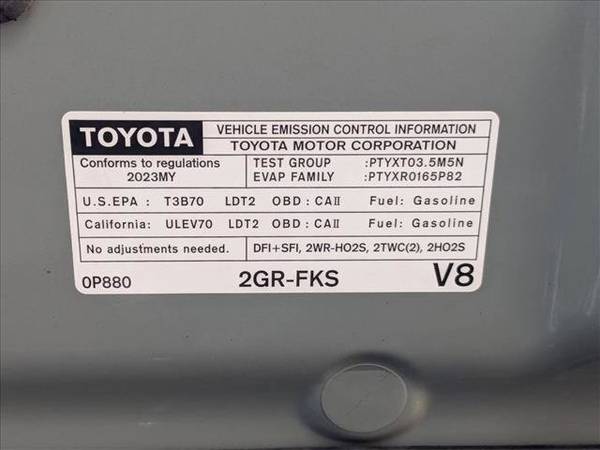 TOYOTA
VEHICLE EMISSION CONTROL INFORMATION
TOYOTA MOTOR CORPORATION
Conforms to regulations
2023MY
TEST GROUP :PTYXT03.5M5N
EVAP FAMILY :PTYXR0165P82
U.S.EPA : T3B70 LDT2 OBD : CAII Fuel: Gasoline
California: ULEV70 LDT2 OBD : CAII Fuel: Gasoline
No adjustments needed. DFI+SFI, 2WR-HO2S, 2TWC(2), 2HO2S
0P880 2GR-FKS V8